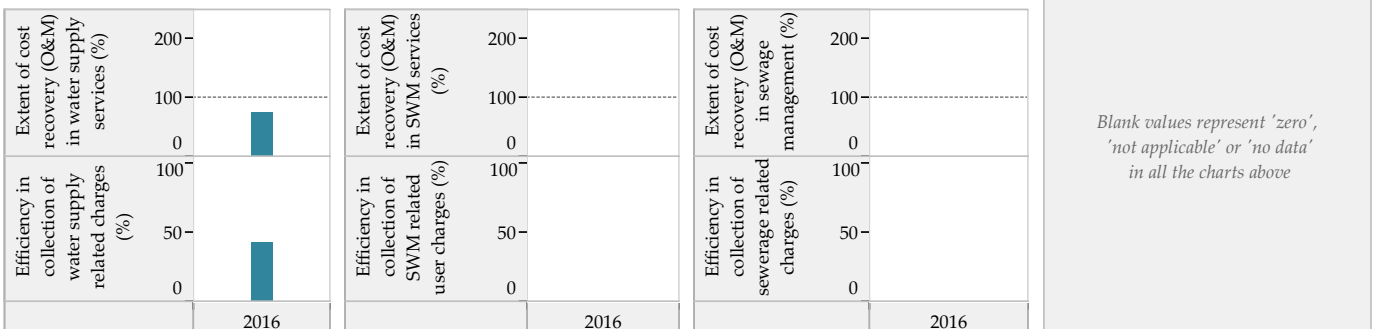 Extent of cost
recovery (O&M)
in water supply
services (%)
200
100
0
Efficiency in
collection of
water supply
related charges
(%)
100
50
0
2016
Extent of cost
recovery (O&M)
in SWM services
(%)
200
100
0
Efficiency in
collection of
SWM related
user charges (%)
100
50
0
2016
Extent of cost
recovery (O&M)
in sewage
management (%)
200
100
0
Efficiency in
collection of
sewerage related
charges (%)
100
50
0
2016
Blank values represent 'zero',
'not applicable' or 'no data'
in all the charts above